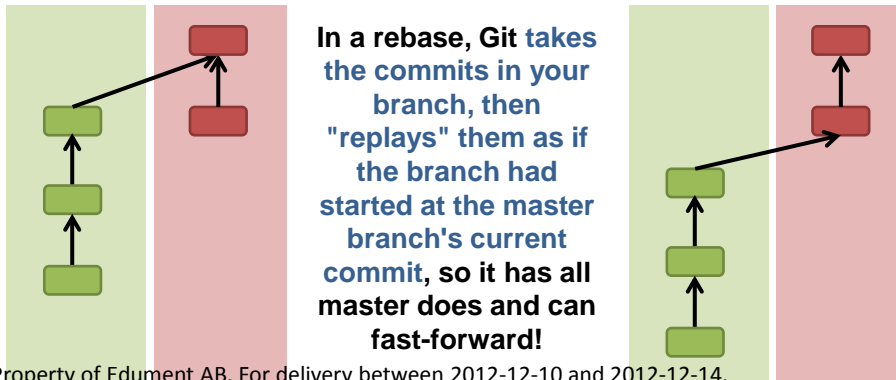 In a rebase, Git takes
the commits in your
branch, then
"replays" them as if
the branch had
started at the master
branch's current
commit, so it has all
master does and can
fast-forward!
Property of Edument AB. For delivery between 2012-12-10 and 2012-12-14.